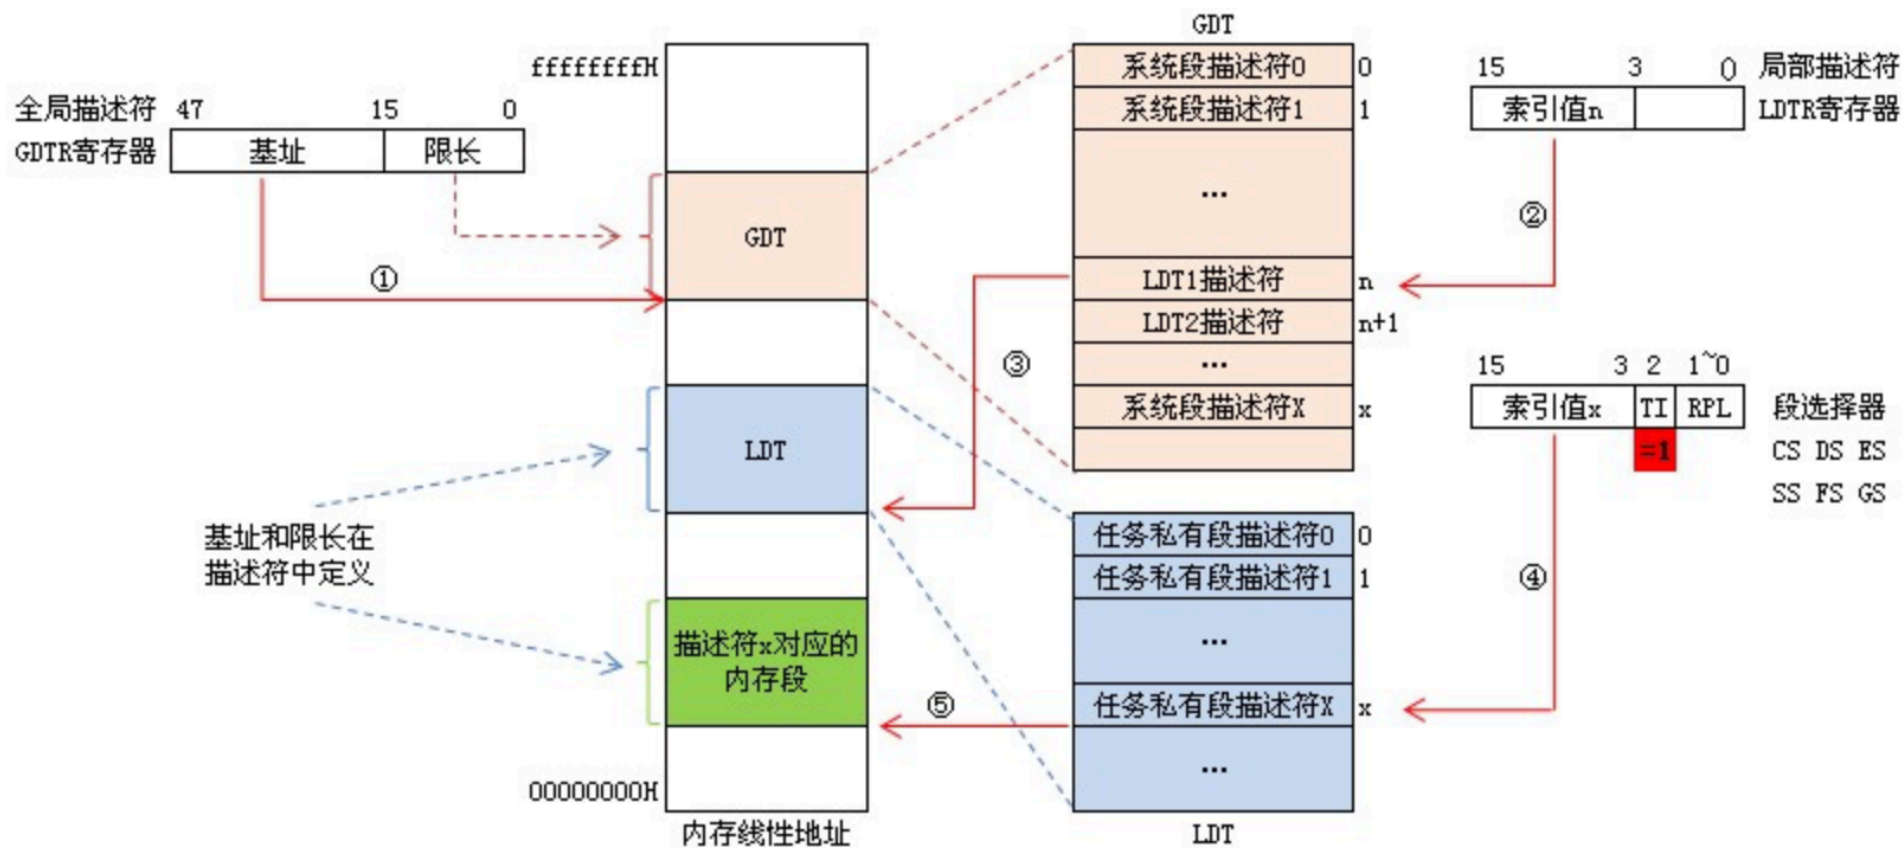 GDT
ffffffffH
系统段描述符0 0
15 3 0 局部描述符
全局描述符 47 15 0
系统段描述符1 1
索引值n LDTR寄存器
GDTR寄存器 基址 限长
...
②
GDT
①
LDT1描述符 n
LDT2描述符 n+1
③
...
15 3 2 1~0
系统段描述符X x
索引值x TI RPL 段选择器
LDT
=1 CS DS ES
SS FS GS
基址和限长在
描述符中定义
任务私有段描述符0 0
任务私有段描述符1 1
④
描述符x对应的
内存段
...
⑤
任务私有段描述符X x
...
00000000H
内存线性地址
LDT